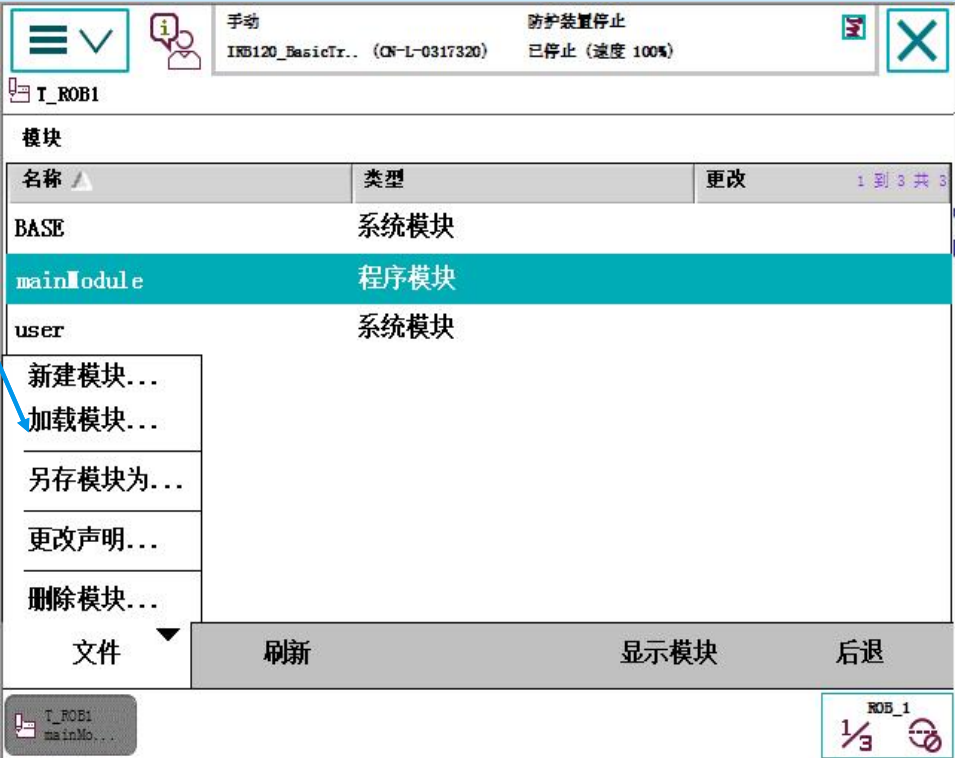 手动
防护装置停止
IRB120_BasicTr.. (CN-L-0317320)
已停止 (速度 100%)
T_ROB1
模块
名称
类型
更改
1 到 3 共 3
BASE
系统模块
mainModule
程序模块
user
系统模块
新建模块...
加载模块...
另存模块为...
更改声明...
删除模块...
文件
刷新
显示模块
后退
T_ROB1
mainMo...
ROB_1
1/3